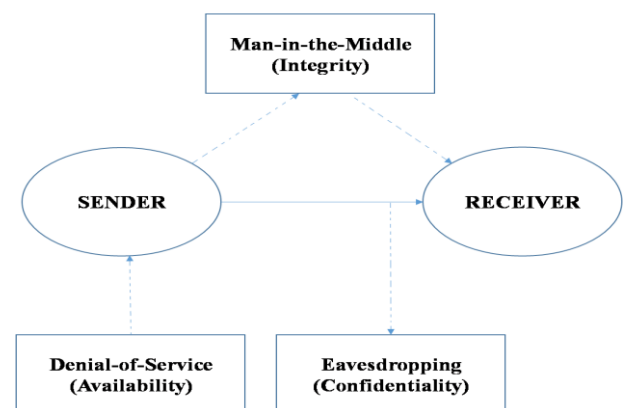 Man-in-the-Middle
(Integrity)
SENDER
RECEIVER
Denial-of-Service
(Availability)
Eavesdropping
(Confidentiality)